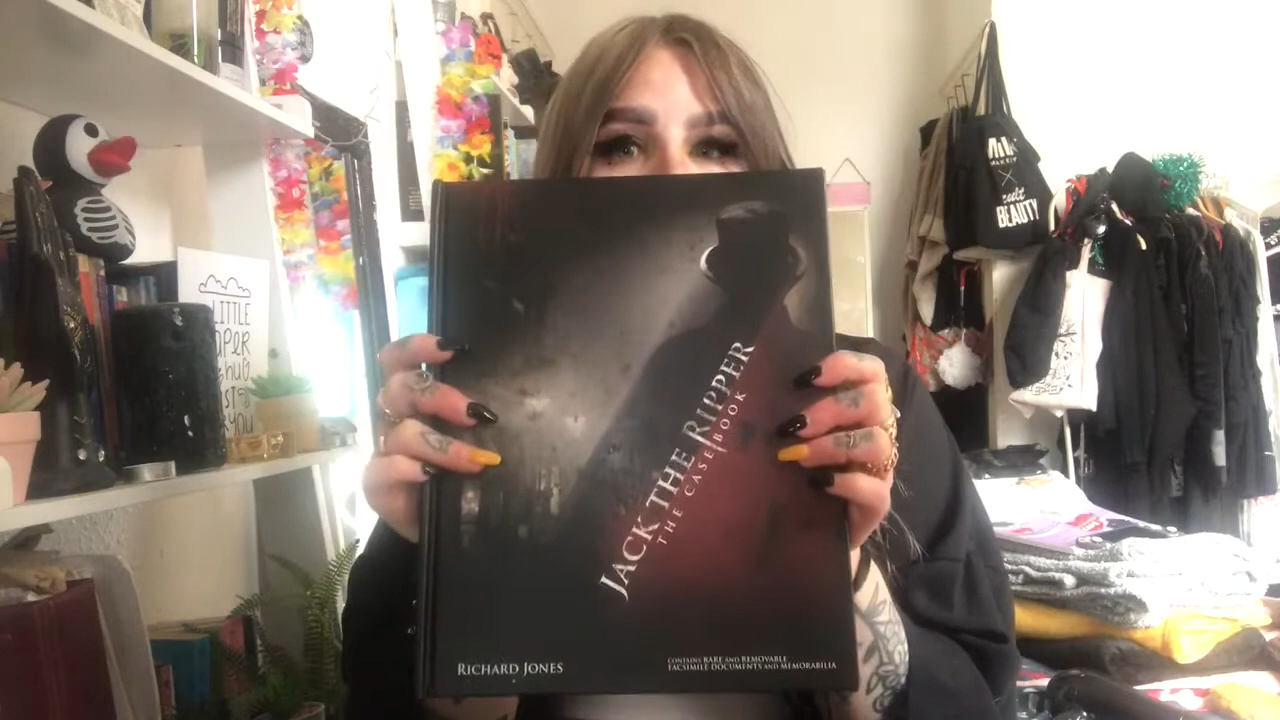 JACK THE RIPPER
THE CASEBOOK
RICHARD JONES
CONTAINS RARE AND REMOVABLE
FACSIMILE DOCUMENTS AND MEMORABILIA
MILK
MAKEUP
X
cult
BEAUTY
LITTLE